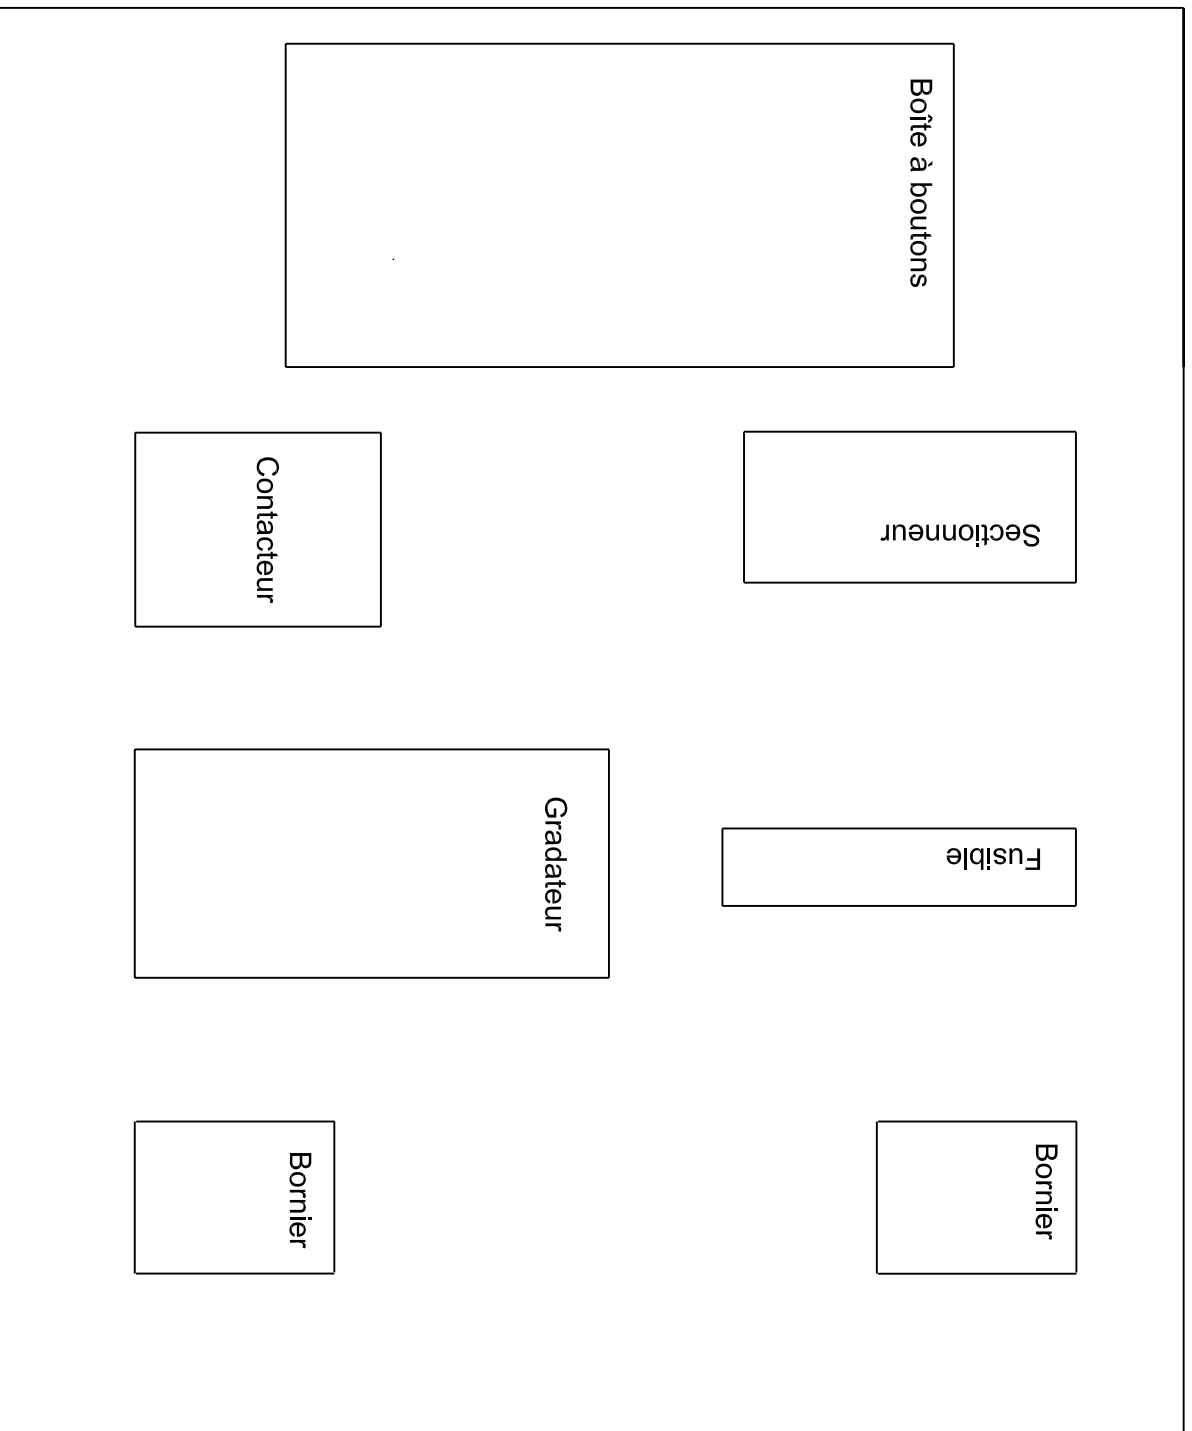 Boîte à boutons
Contacteur
Sectionneur
Gradateur
Fusible
Bornier
Bornier